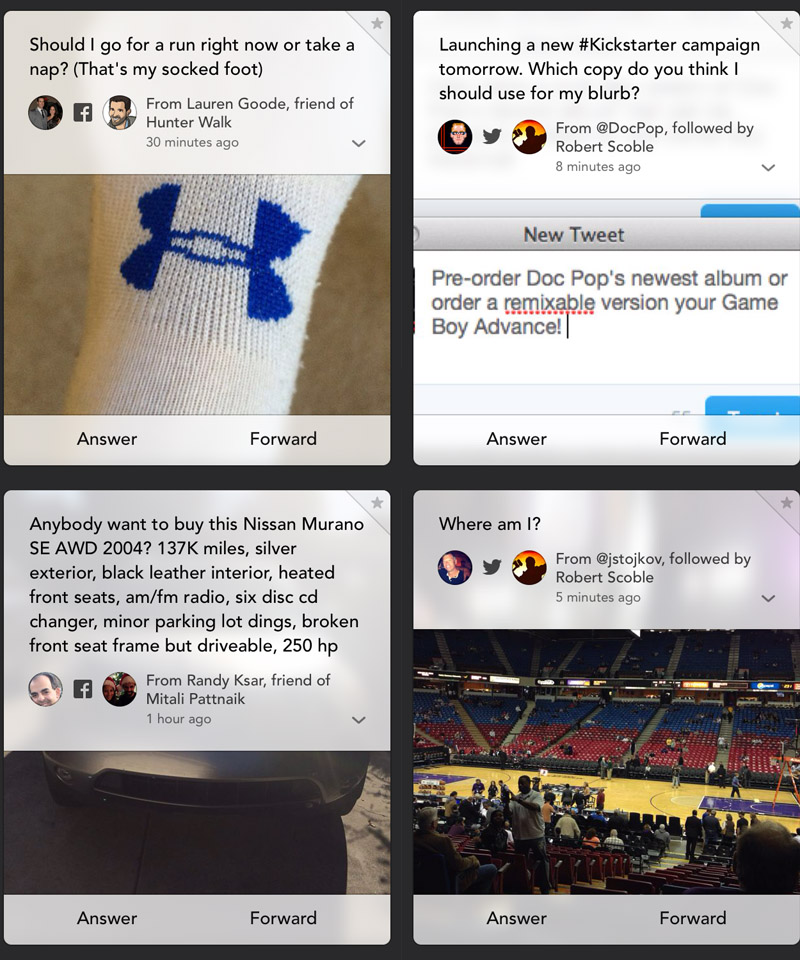 Should I go for a run right now or take a
nap? (That's my socked foot)
From Lauren Goode, friend of
Hunter Walk
30 minutes ago
Answer
Forward
Launching a new #Kickstarter campaign
tomorrow. Which copy do you think I
should use for my blurb?
From @DocPop, followed by
Robert Scoble
8 minutes ago
New Tweet
Pre-order Doc Pop's newest album or
order a remixable version your Game
Boy Advance!
Answer
Forward
Anybody want to buy this Nissan Murano
SE AWD 2004? 137K miles, silver
exterior, black leather interior, heated
front seats, am/fm radio, six disc cd
changer, minor parking lot dings, broken
front seat frame but driveable, 250 hp
From Randy Ksar, friend of
Mitali Pattnaik
1 hour ago
Answer
Forward
Where am I?
From @jstojkov, followed by
Robert Scoble
5 minutes ago
Answer
Forward